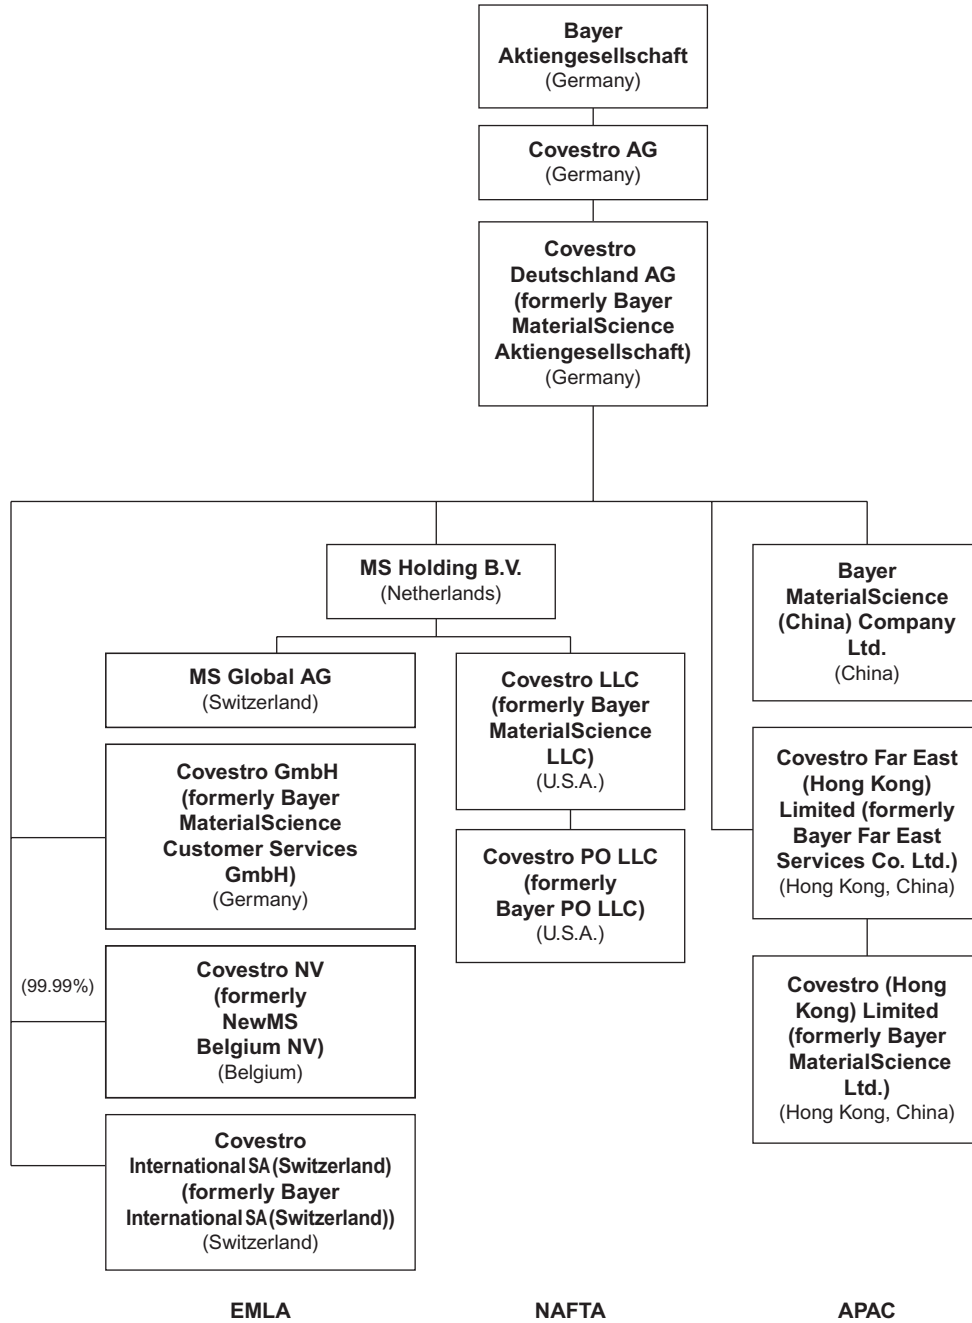 Bayer
Aktiengesellschaft
(Germany)
Covestro AG
(Germany)
Covestro
Deutschland AG
(formerly Bayer
MaterialScience
Aktiengesellschaft)
(Germany)
MS Holding B.V.
(Netherlands)
MS Global AG
(Switzerland)
Covestro GmbH
(formerly Bayer
MaterialScience
Customer Services
GmbH)
(Germany)
(99.99%)
Covestro NV
(formerly
NewMS
Belgium NV)
(Belgium)
Covestro
International SA (Switzerland)
(formerly Bayer
International SA (Switzerland))
(Switzerland)
Covestro LLC
(formerly Bayer
MaterialScience
LLC)
(U.S.A.)
Covestro PO LLC
(formerly
Bayer PO LLC)
(U.S.A.)
Bayer
MaterialScience
(China) Company
Ltd.
(China)
Covestro Far East
(Hong Kong)
Limited (formerly
Bayer Far East
Services Co. Ltd.)
(Hong Kong, China)
Covestro (Hong
Kong) Limited
(formerly Bayer
MaterialScience
Ltd.)
(Hong Kong, China)
EMLA
NAFTA
APAC